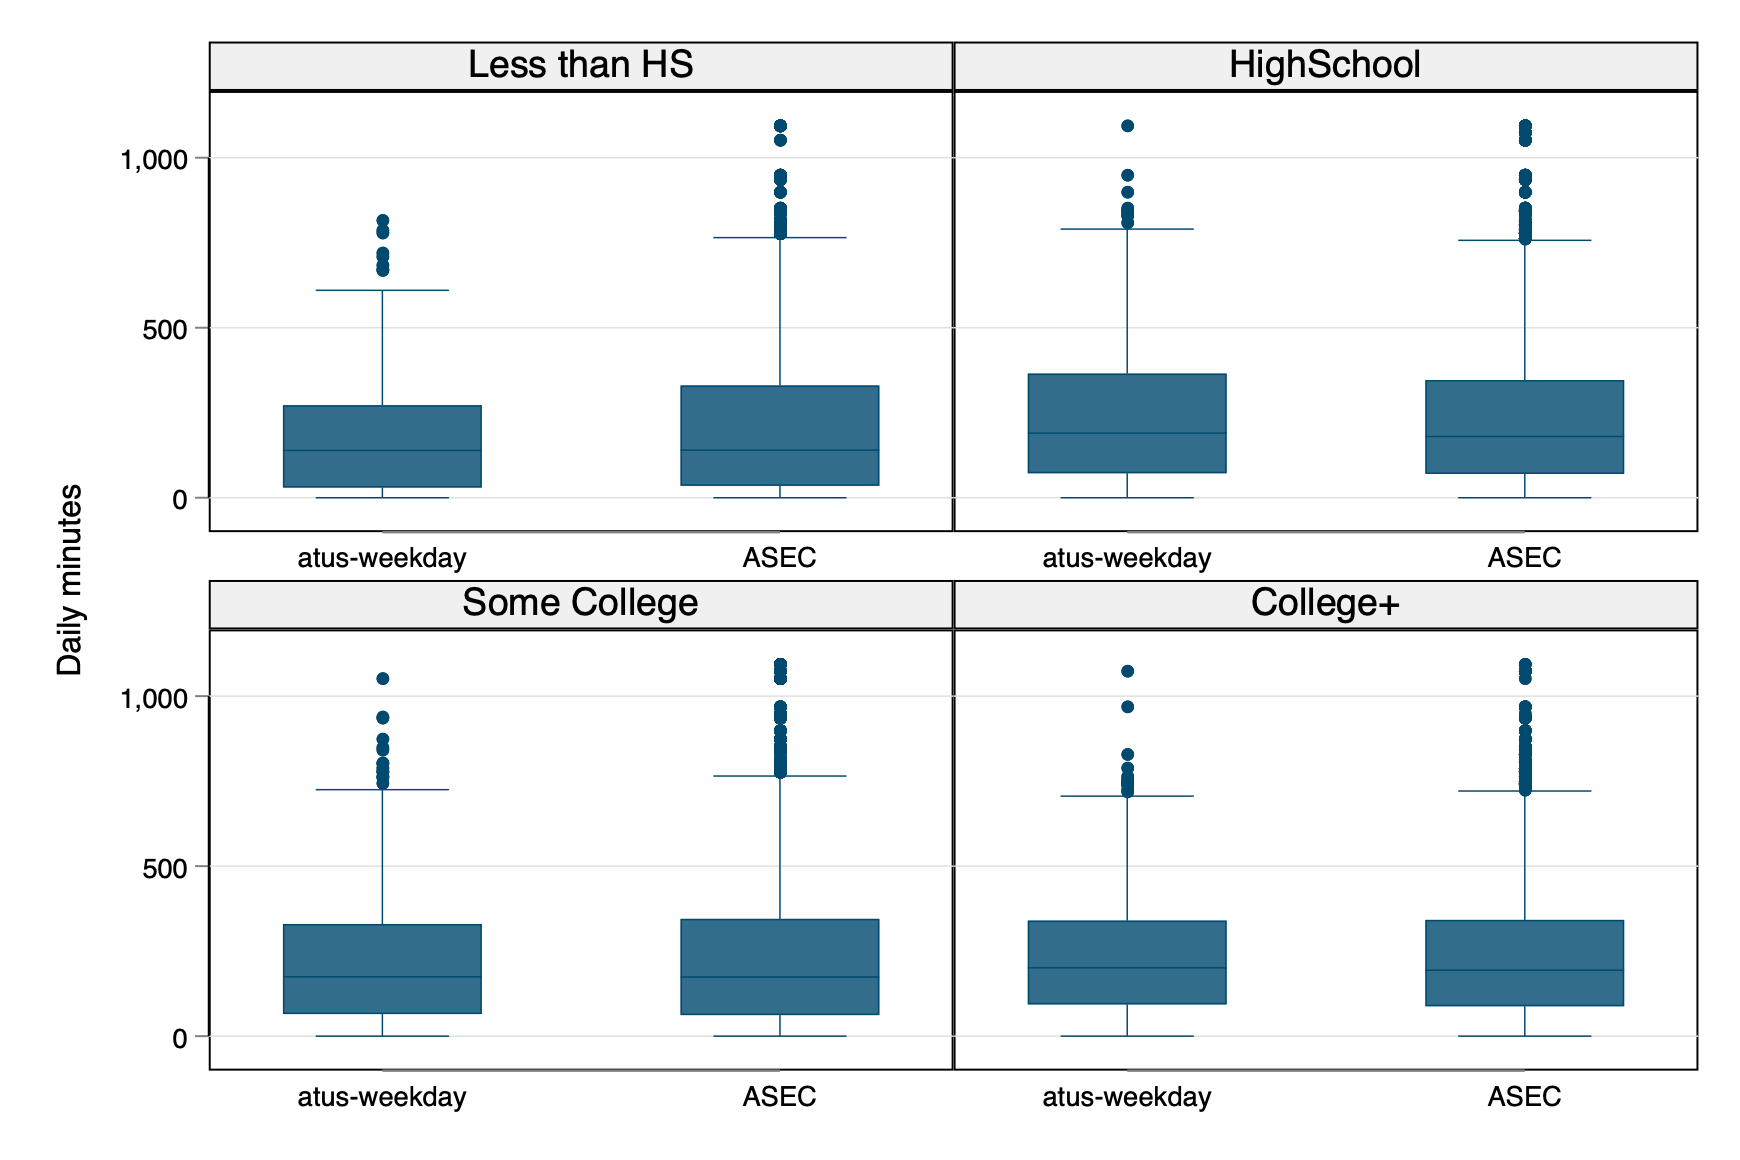 Less than HS
HighSchool
1,000
500
0
atus-weekday
ASEC
atus-weekday
ASEC
Daily minutes
Some College
College+
1,000
500
0
atus-weekday
ASEC
atus-weekday
ASEC